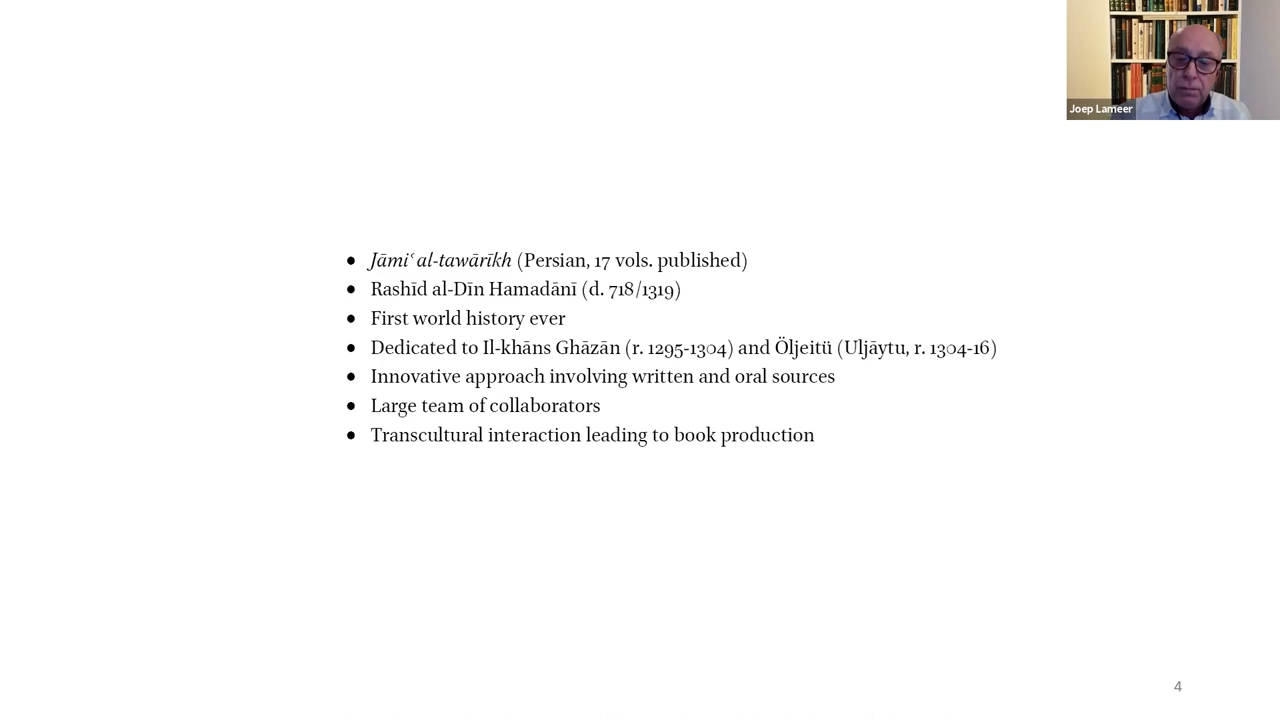 Joep Lameer
• Jāmiʿ al-tawārīkh (Persian, 17 vols. published)
• Rashīd al-Dīn Hamadānī (d. 718/1319)
• First world history ever
• Dedicated to Il-khāns Ghāzān (r. 1295-1304) and Öljeitü (Uljāytu, r. 1304-16)
• Innovative approach involving written and oral sources
• Large team of collaborators
• Transcultural interaction leading to book production
4